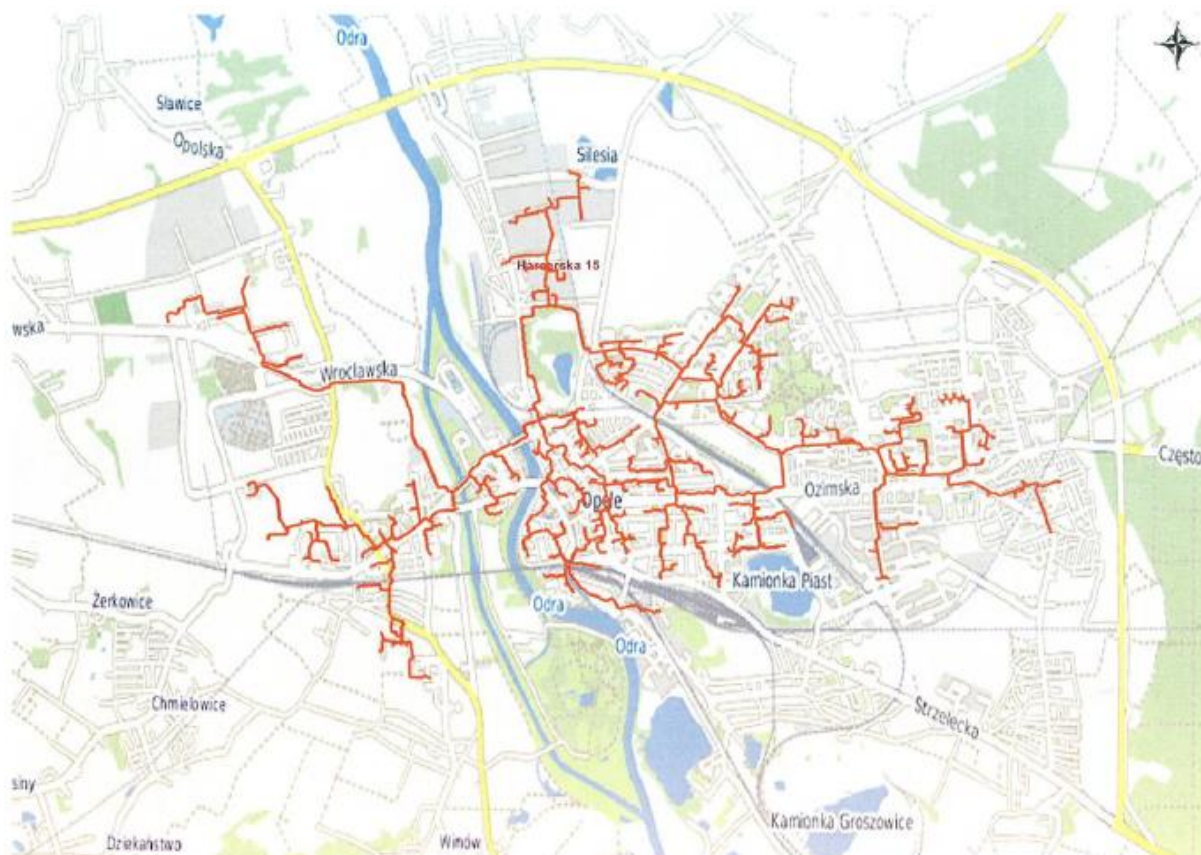 Odra
Sławice
Opolska
Silesia
Harcerska 15
wska
Wrocławska
Często
Ozimska
Opole
Kamionka Piast
Żerkowice
Odra
Odra
Chmielowice
Strzelecka
siny
Kamionka Groszowice
Dziekaństwo
Winów